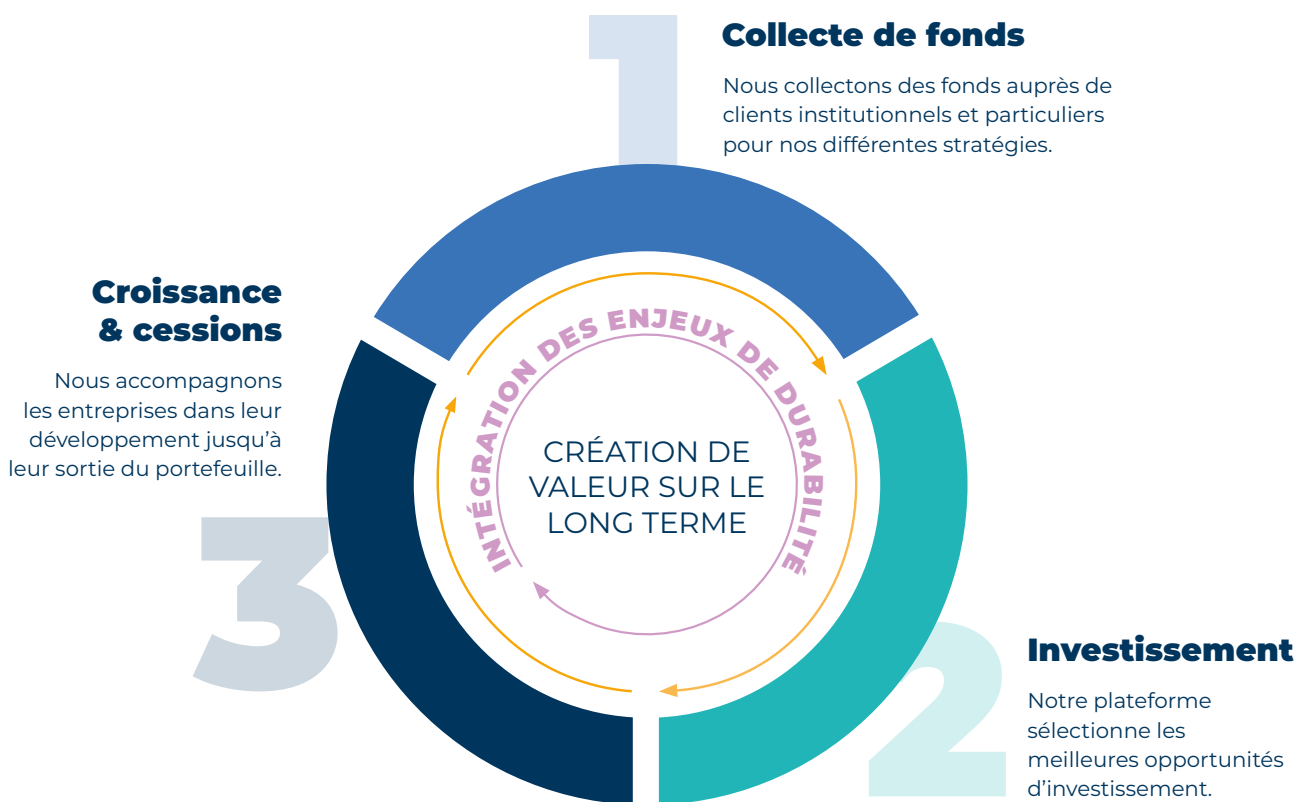 1
Collecte de fonds
Nous collectons des fonds auprès de
clients institutionnels et particuliers
pour nos différentes stratégies.
2
Investissement
Notre plateforme
sélectionne les
meilleures opportunités
d’investissement.
3
Croissance
& cessions
Nous accompagnons
les entreprises dans leur
développement jusqu’à
leur sortie du portefeuille.
INTÉGRATION DES ENJEUX DE DURABILITÉ
CRÉATION DE
VALEUR SUR LE
LONG TERME